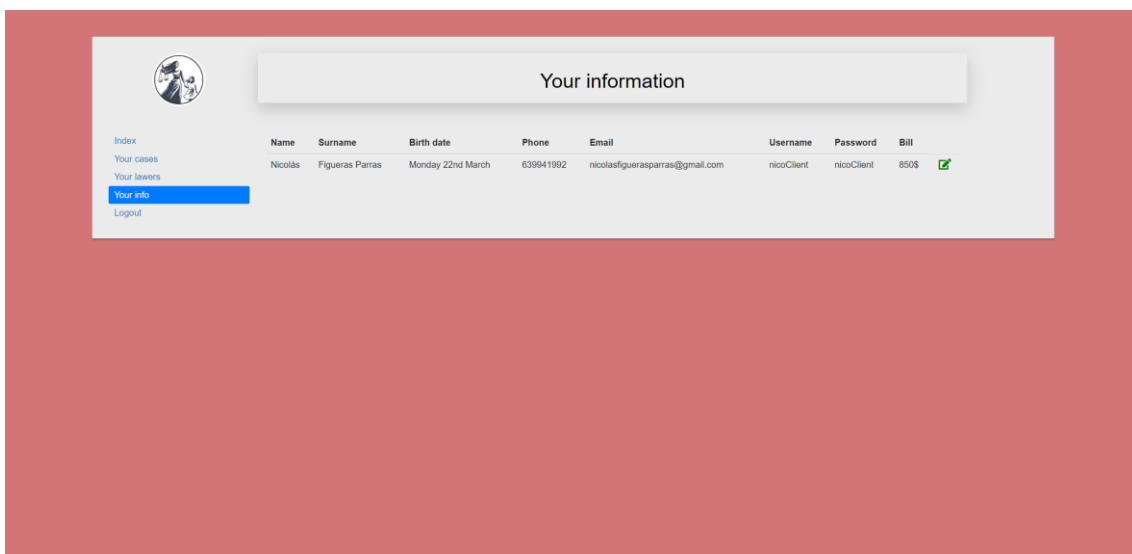 Your information
Index
Your cases
Your lawers
Your info
Logout
Name Surname Birth date Phone Email Username Password Bill
Nicolás Figueras Parras Monday 22nd March 639941992 nicolasfiguerasparras@gmail.com nicoClient nicoClient 850$